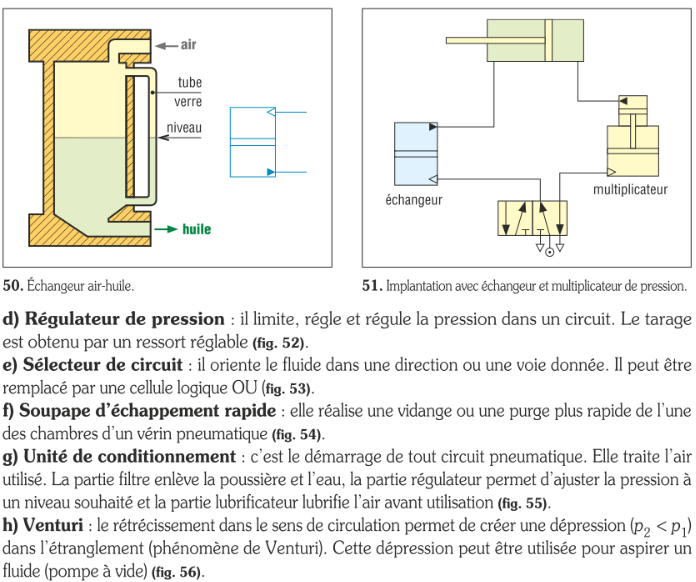 air
tube
verre
niveau
huile
échangeur
multiplicateur
50. Échangeur air-huile.
51. Implantation avec échangeur et multiplicateur de pression.
d) Régulateur de pression : il limite, règle et régule la pression dans un circuit. Le tarage
est obtenu par un ressort réglable (fig. 52).
e) Sélecteur de circuit : il oriente le fluide dans une direction ou une voie donnée. Il peut être
remplacé par une cellule logique OU (fig. 53).
f) Soupape d'échappement rapide : elle réalise une vidange ou une purge plus rapide de l'une
des chambres d'un vérin pneumatique (fig. 54).
g) Unité de conditionnement : c'est le démarrage de tout circuit pneumatique. Elle traite l'air
utilisé. La partie filtre enlève la poussière et l'eau, la partie régulateur permet d'ajuster la pression à
un niveau souhaité et la partie lubrificateur lubrifie l'air avant utilisation (fig. 55).
h) Venturi : le rétrécissement dans le sens de circulation permet de créer une dépression (p₂ < p₁)
dans l'étranglement (phénomène de Venturi). Cette dépression peut être utilisée pour aspirer un
fluide (pompe à vide) (fig. 56).